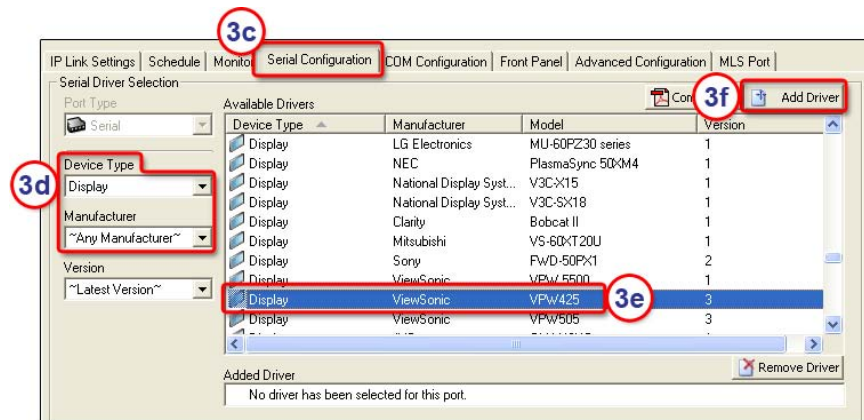 3c
IP Link Settings Schedule Monitor Serial Configuration COM Configuration Front Panel Advanced Configuration MLS Port
Serial Driver Selection
Port Type
Serial
3d
Device Type
Display
Manufacturer
~Any Manufacturer~
Version
~Latest Version~
Available Drivers
3f
Add Driver
Device Type Manufacturer Model Version
Display LG Electronics MU-60PZ30 series 1
Display NEC PlasmaSync 50XM4 1
Display National Display Syst... V3C-X15 1
Display National Display Syst... V3C-SX18 1
Display Clarity Bobcat II 1
Display Mitsubishi VS-60XT20U 1
Display Sony FWD-50PX1 2
Display ViewSonic VPW 5500 1
Display ViewSonic VPW425 3e 3
Display ViewSonic VPW505 3
Remove Driver
Added Driver
No driver has been selected for this port.